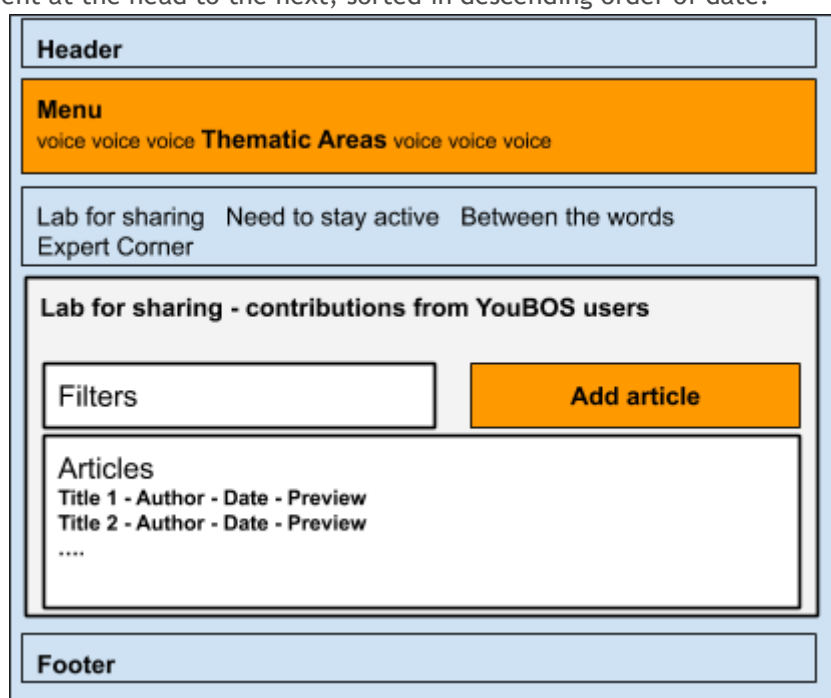 ent at the head to the next, sorted in descending order of date.
Header
Menu
voice voice voice Thematic Areas voice voice voice
Lab for sharing Need to stay active Between the words
Expert Corner
Lab for sharing - contributions from YouBOS users
Filters
Add article
Articles
Title 1 - Author - Date - Preview
Title 2 - Author - Date - Preview
....
Footer